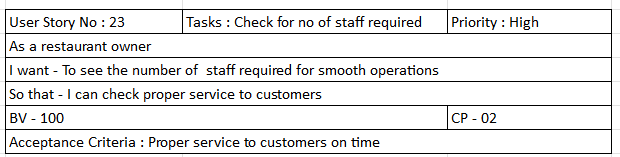 User Story No : 23 Tasks : Check for no of staff required Priority : High
As a restaurant owner
I want - To see the number of  staff required for smooth operations
So that - I can check proper service to customers
BV - 100 CP - 02
Acceptance Criteria : Proper service to customers on time